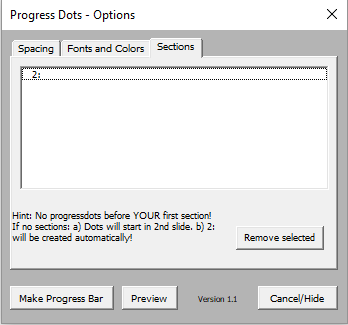 Progress Dots - Options
Spacing
Fonts and Colors
Sections
2:
Hint: No progressdots before YOUR first section!
If no sections: a) Dots will start in 2nd slide. b) 2:
will be created automatically!
Remove selected
Make Progress Bar
Preview
Version 1.1
Cancel/Hide